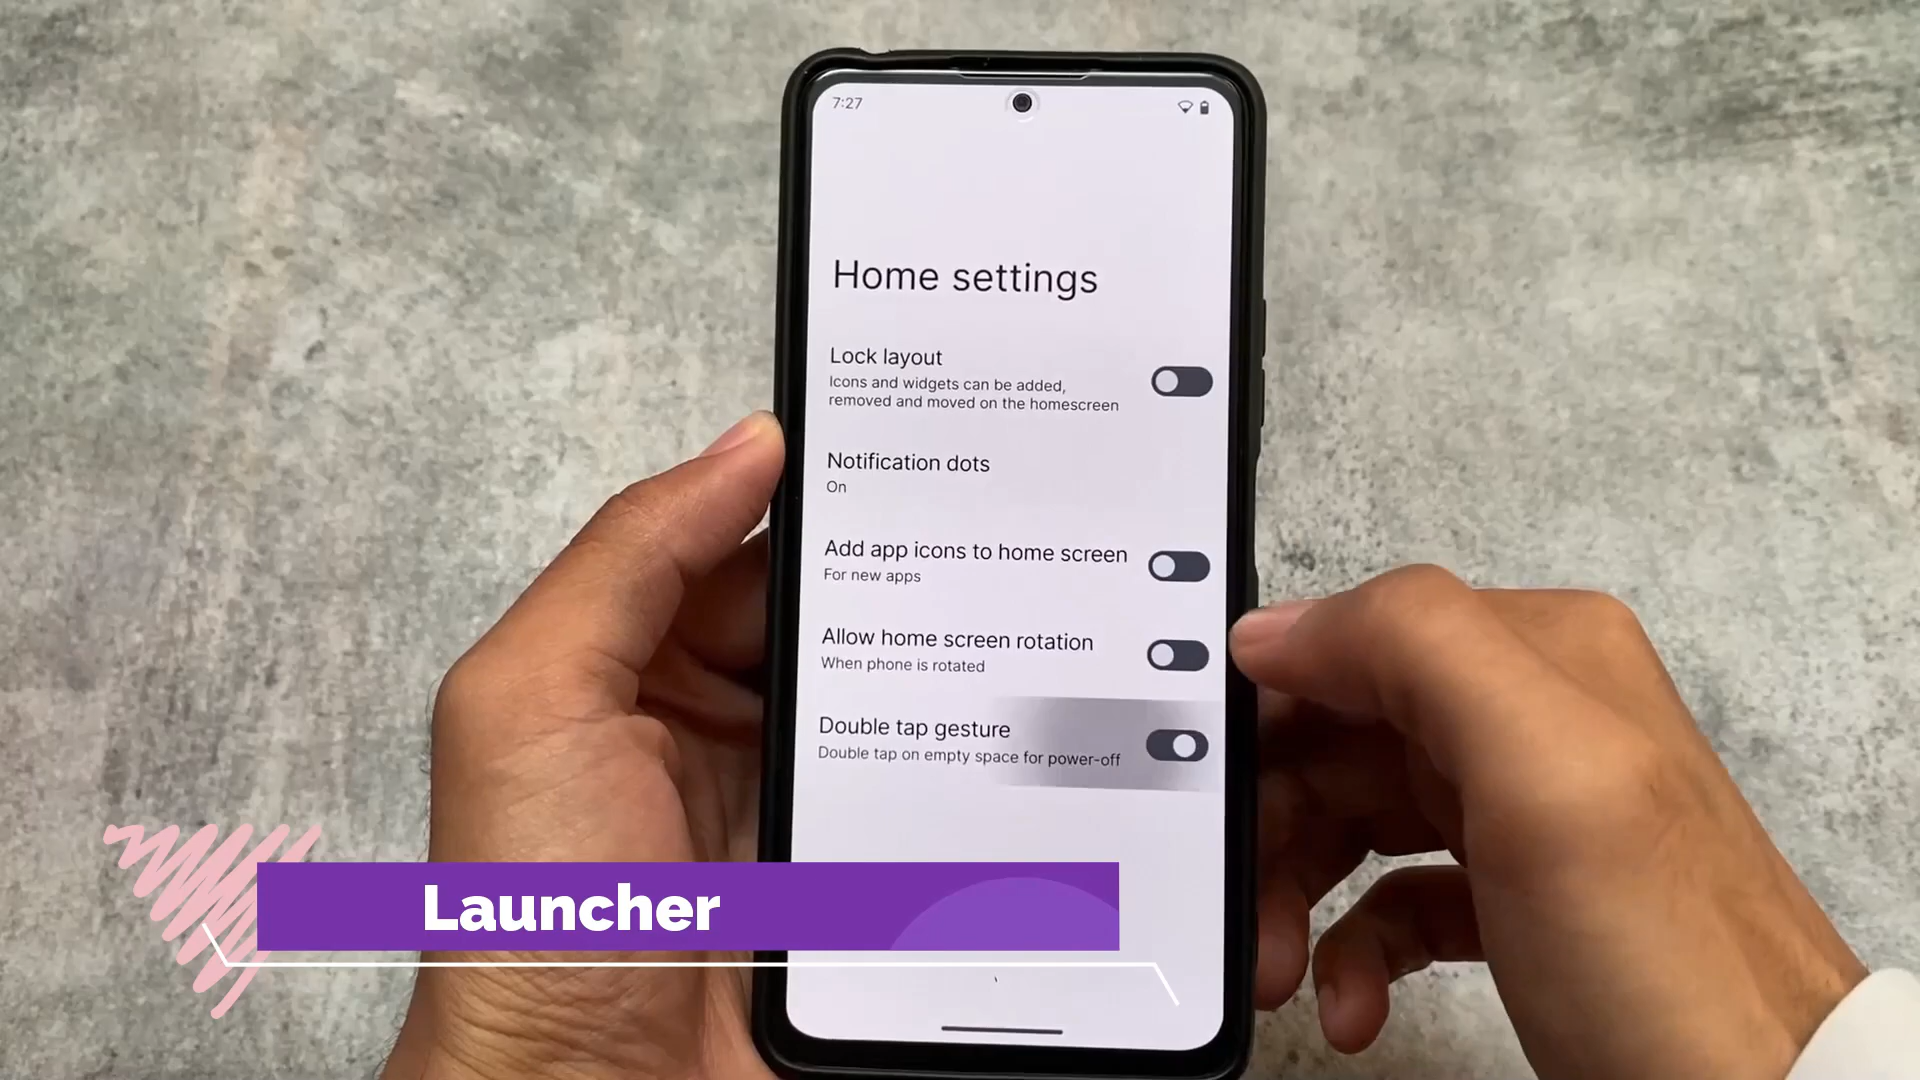 7:27
Home settings
Lock layout
Icons and widgets can be added,
removed and moved on the homescreen
Notification dots
On
Add app icons to home screen
For new apps
Allow home screen rotation
When phone is rotated
Double tap gesture
Double tap on empty space for power-off
Launcher